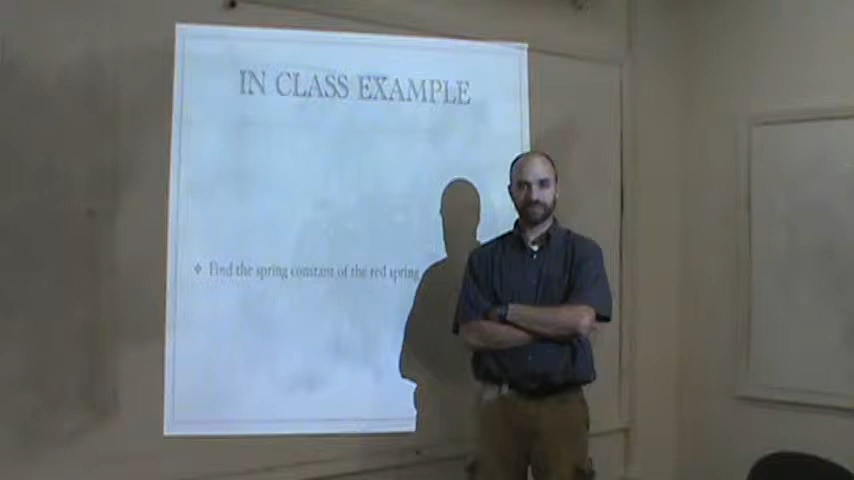 IN CLASS EXAMPLE
❖ Find the spring constant of the red spring